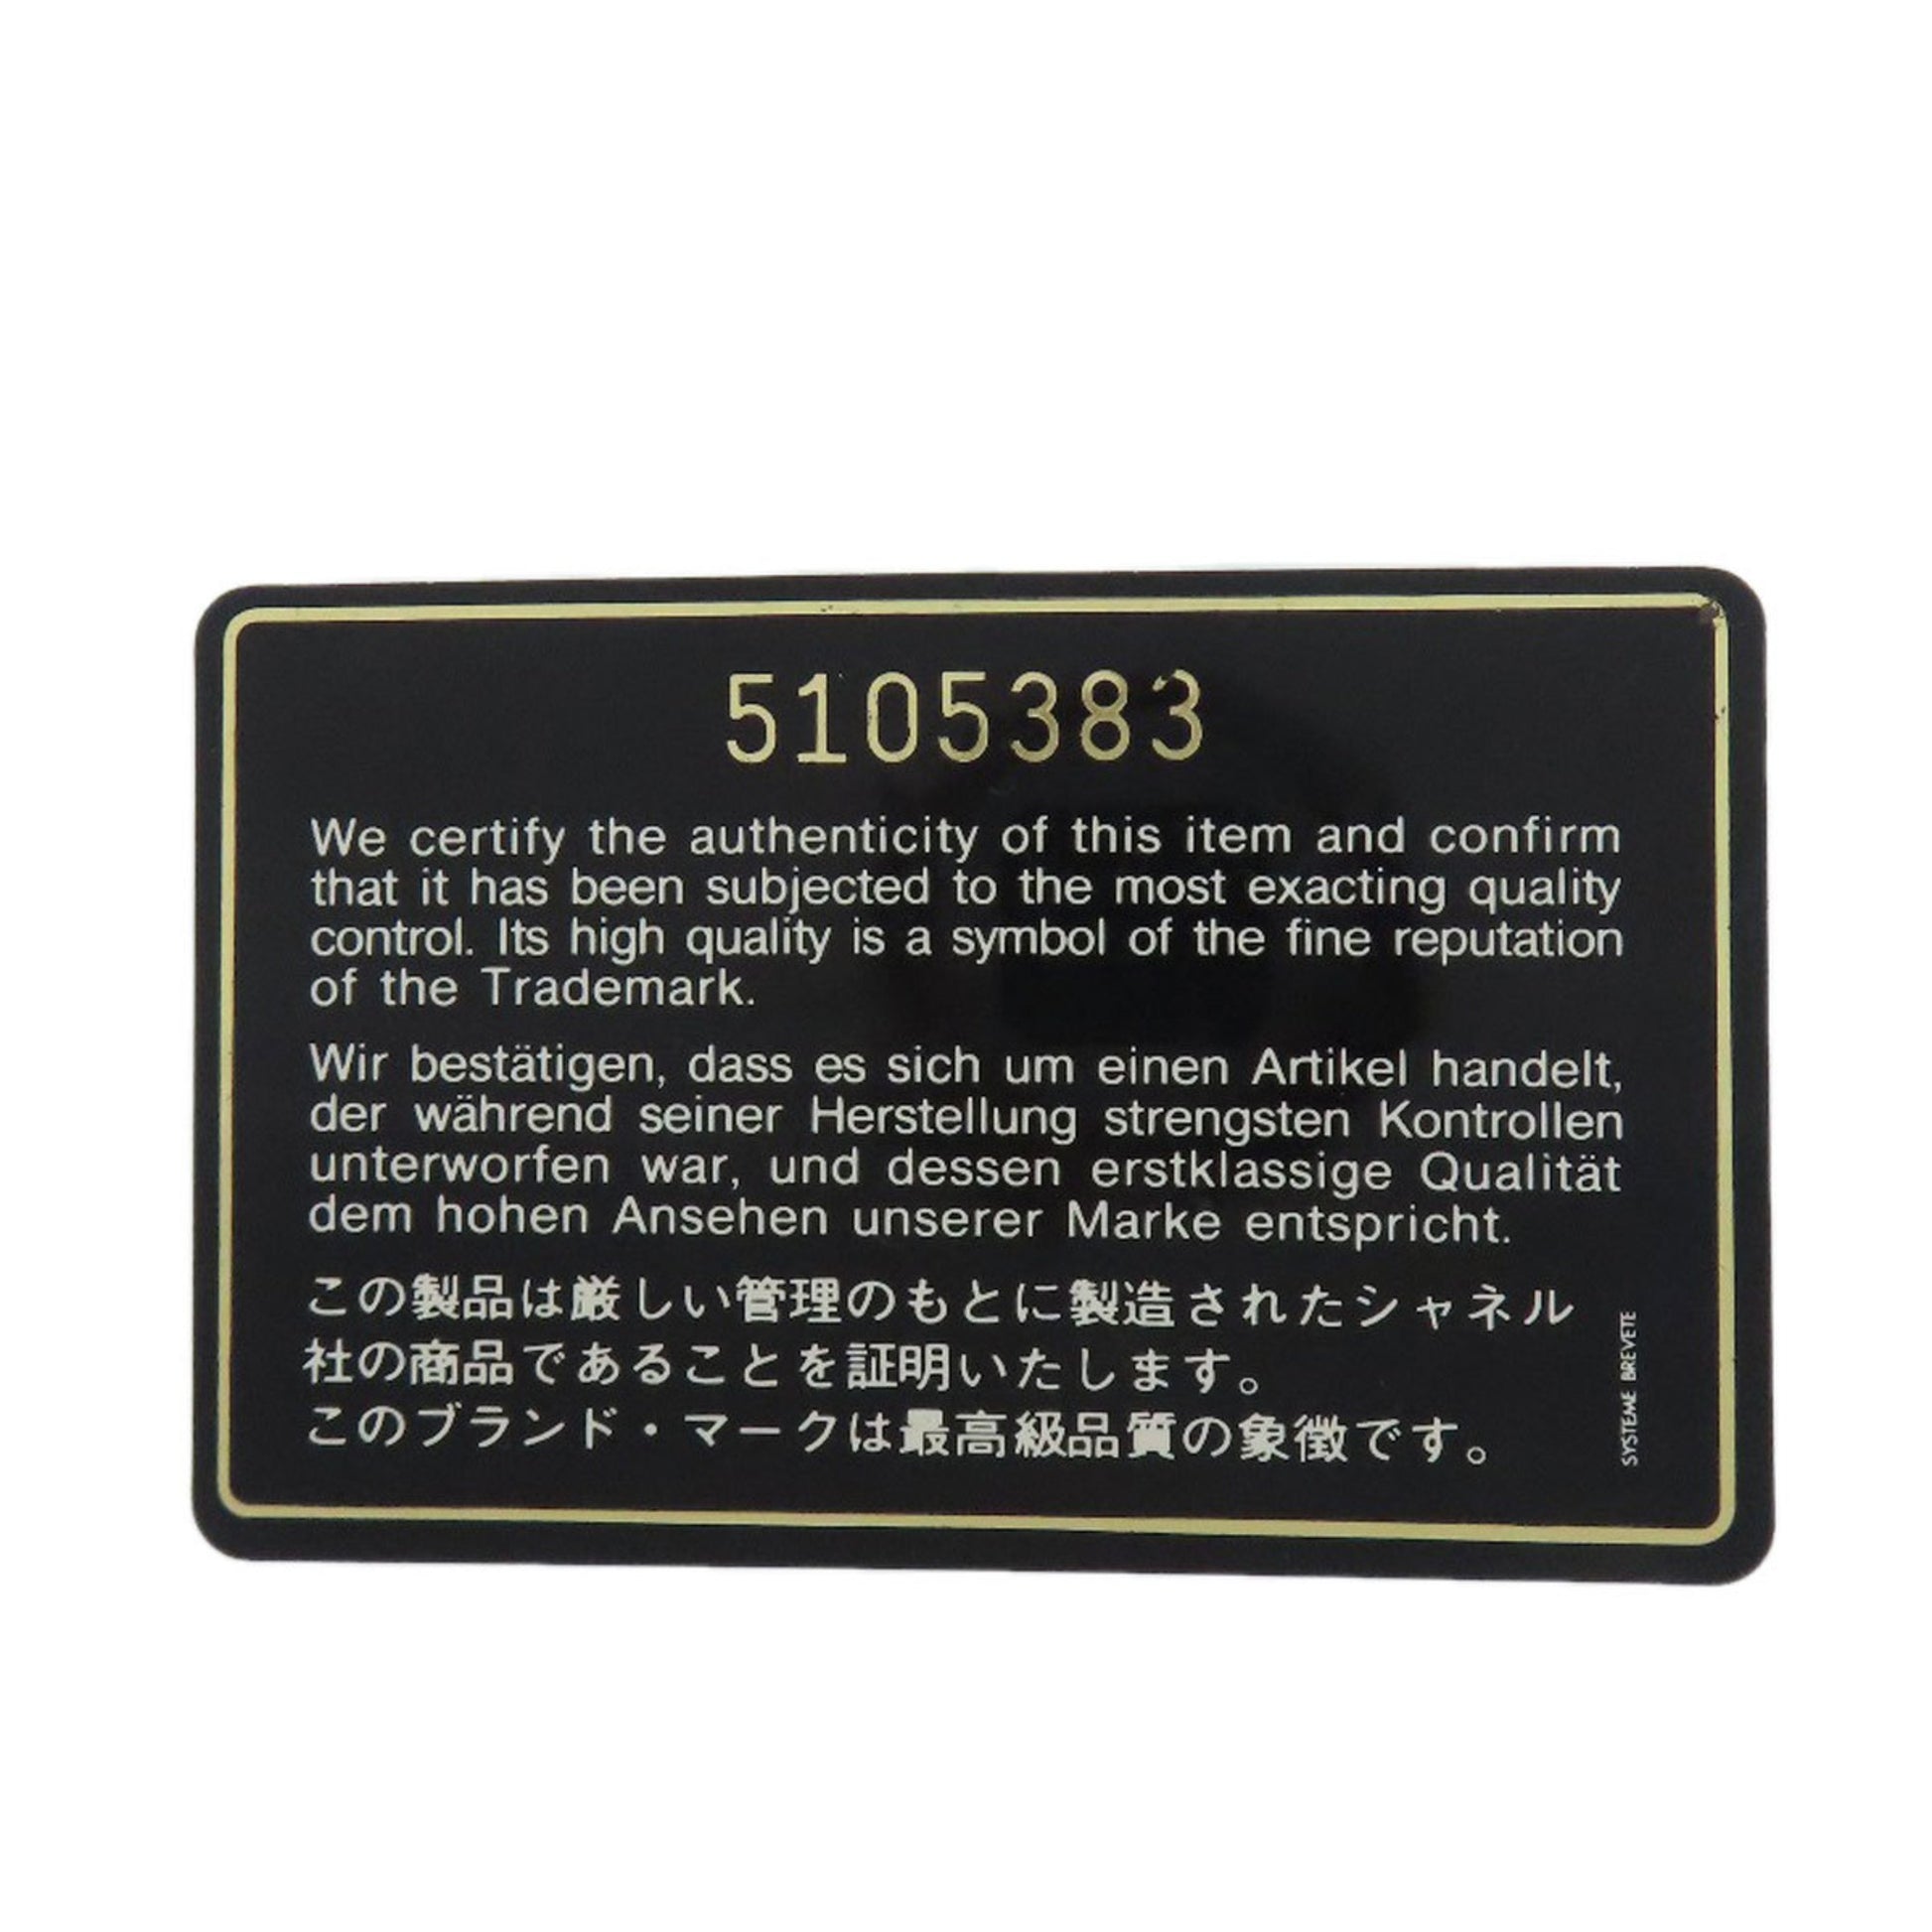 5105383
We certify the authenticity of this item and confirm
that it has been subjected to the most exacting quality
control. Its high quality is a symbol of the fine reputation
of the Trademark.
Wir bestätigen, dass es sich um einen Artikel handelt,
der während seiner Herstellung strengsten Kontrollen
unterworfen war, und dessen erstklassige Qualität
dem hohen Ansehen unserer Marke entspricht.
この製品は厳しい管理のもとに製造されたシャネル
社の商品であることを証明いたします。
このブランド・マークは最高級品質の象徴です。
SYSTEME BREVETE